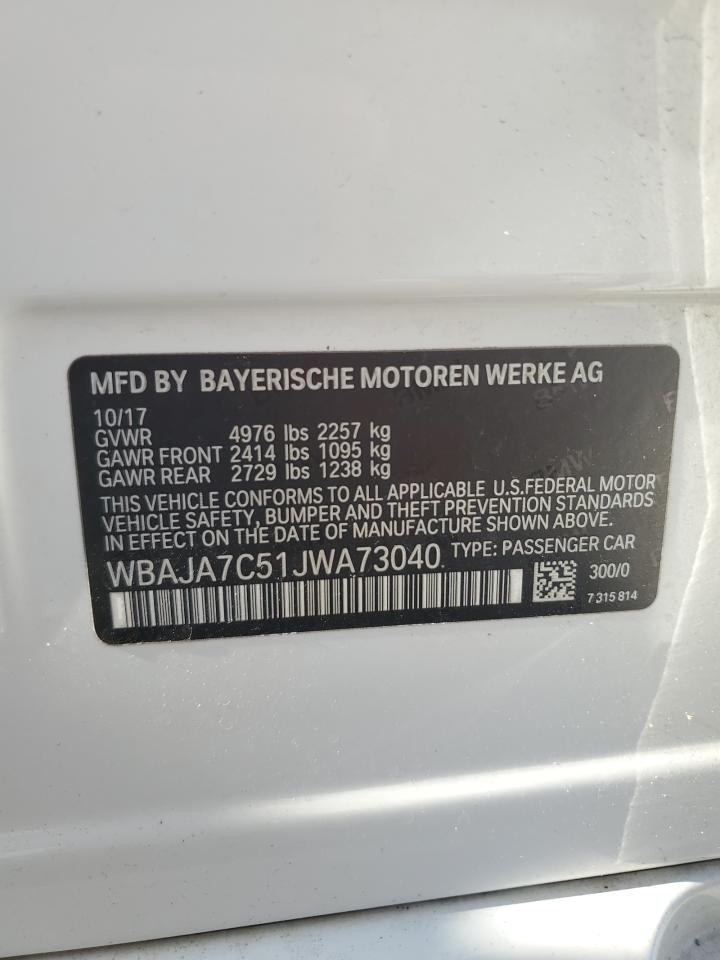 MFD BY BAYERISCHE MOTOREN WERKE AG
10/17
GVWR 4976 lbs 2257 kg
GAWR FRONT 2414 lbs 1095 kg
GAWR REAR 2729 lbs 1238 kg
THIS VEHICLE CONFORMS TO ALL APPLICABLE U.S.FEDERAL MOTOR
VEHICLE SAFETY, BUMPER AND THEFT PREVENTION STANDARDS
IN EFFECT ON THE DATE OF MANUFACTURE SHOWN ABOVE.
WBAJA7C51JWA73040 TYPE: PASSENGER CAR
300/0
7 315 814